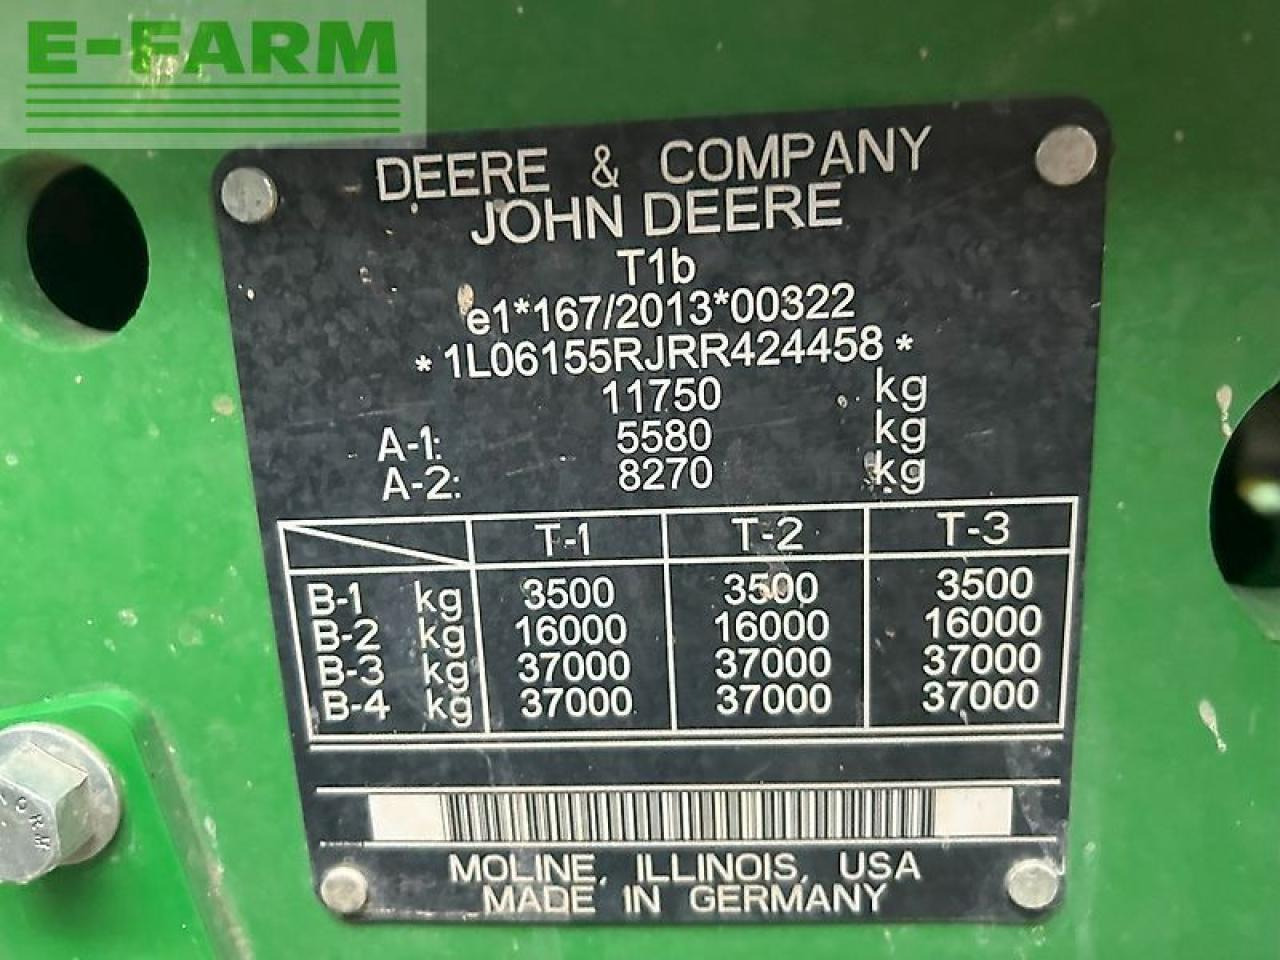 E-FARM
DEERE & COMPANY
JOHN DEERE
T1b
e1*167/2013*00322
* 1L06155RJRR424458 *
11750 kg
A-1: 5580 kg
A-2: 8270 kg
T-1 T-2 T-3
B-1 kg 3500 3500 3500
B-2 kg 16000 16000 16000
B-3 kg 37000 37000 37000
B-4 kg 37000 37000 37000
MOLINE, ILLINOIS, USA
MADE IN GERMANY